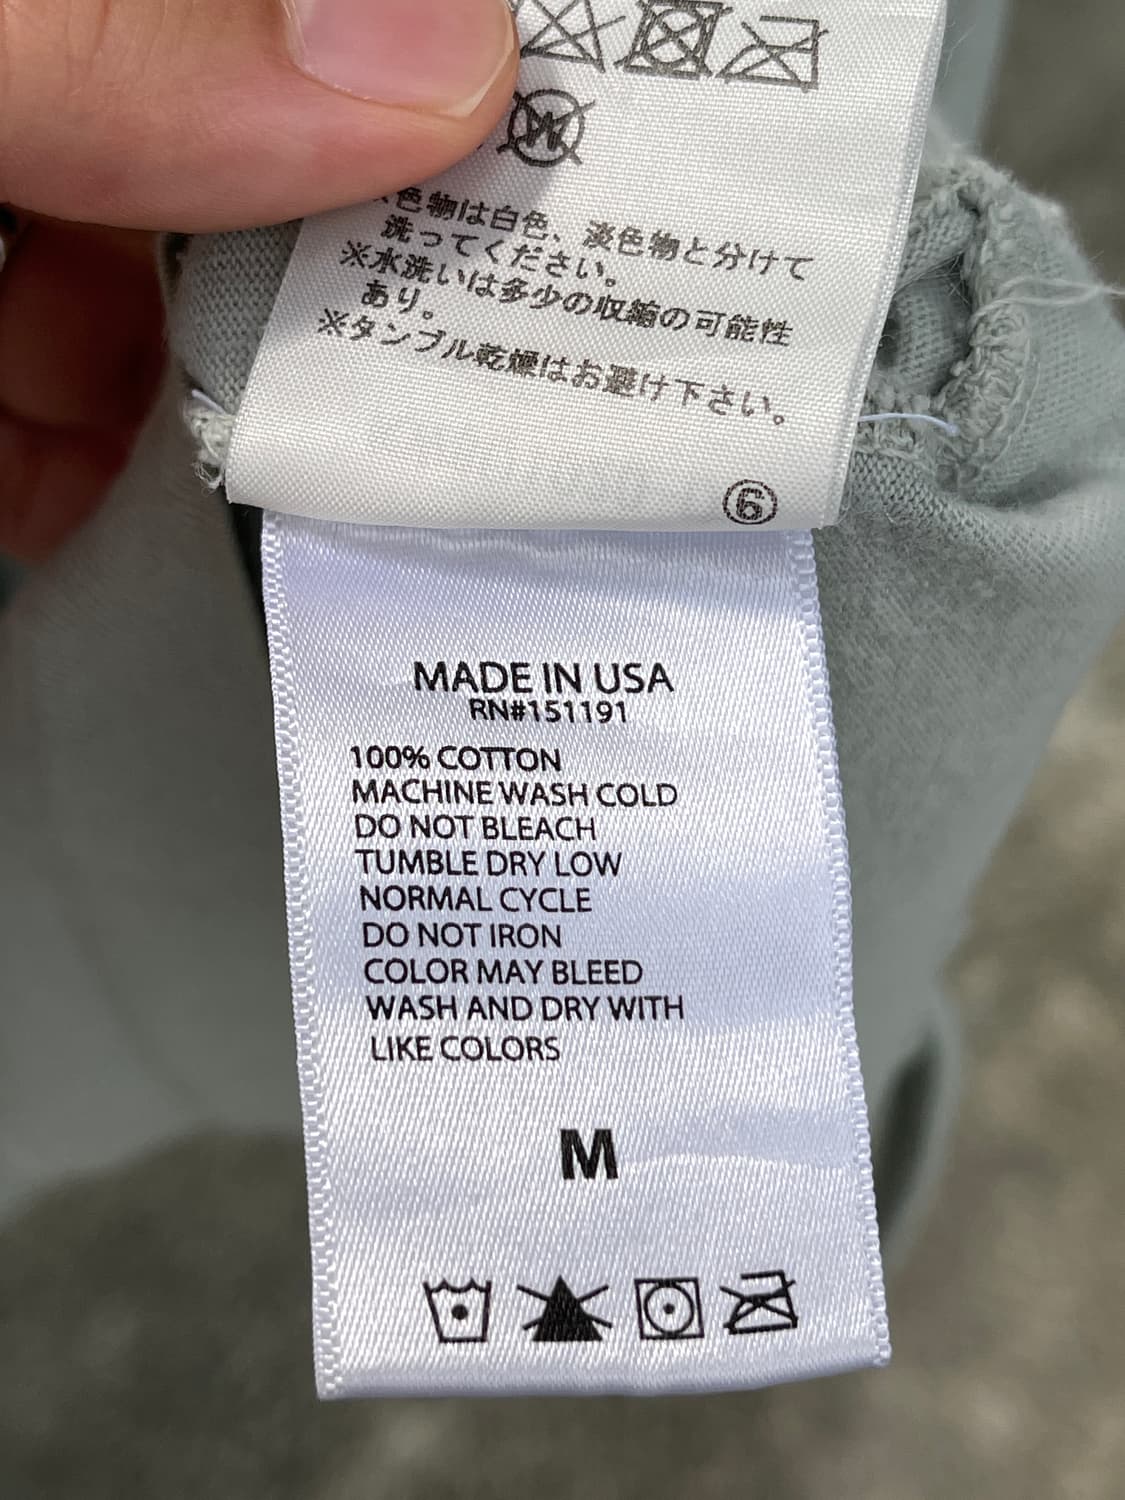 色物は白色、淡色物と分けて
洗ってください。
※水洗いは多少の収縮の可能性
あり。
※タンブル乾燥はお避け下さい。
⑥
MADE IN USA
RN#151191
100% COTTON
MACHINE WASH COLD
DO NOT BLEACH
TUMBLE DRY LOW
NORMAL CYCLE
DO NOT IRON
COLOR MAY BLEED
WASH AND DRY WITH
LIKE COLORS
M